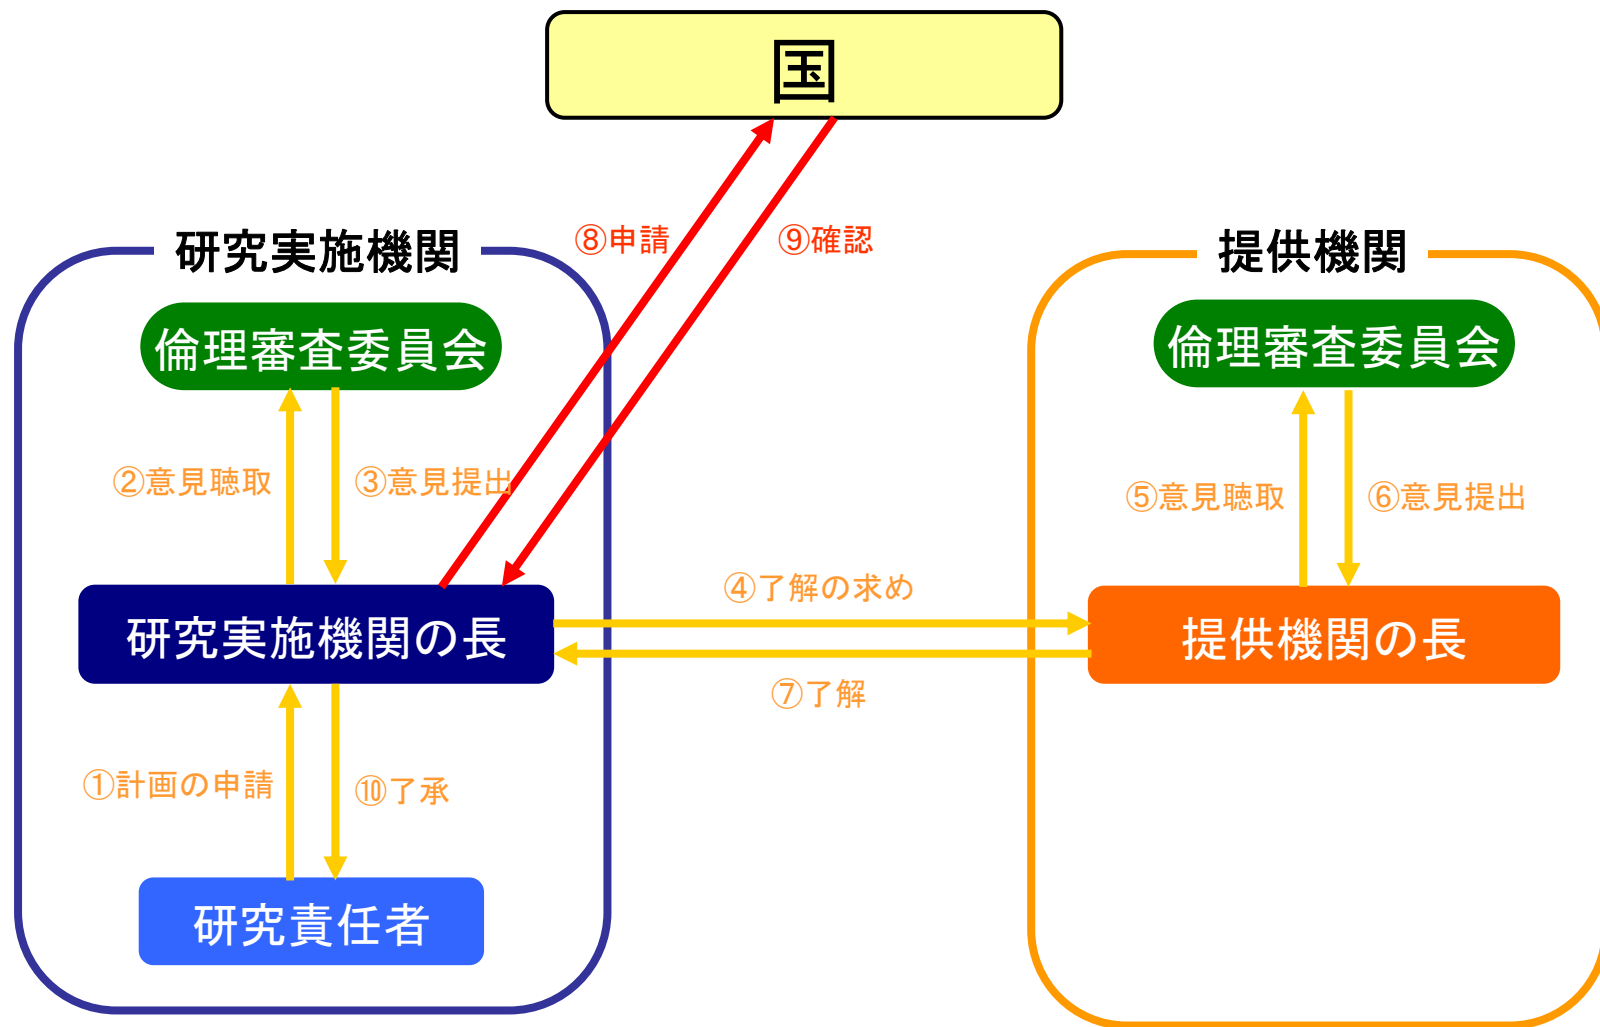 国
⑧申請
⑨確認
研究実施機関
倫理審査委員会
②意見聴取
③意見提出
研究実施機関の長
①計画の申請
⑩了承
研究責任者
④了解の求め
⑦了解
提供機関
倫理審査委員会
⑤意見聴取
⑥意見提出
提供機関の長